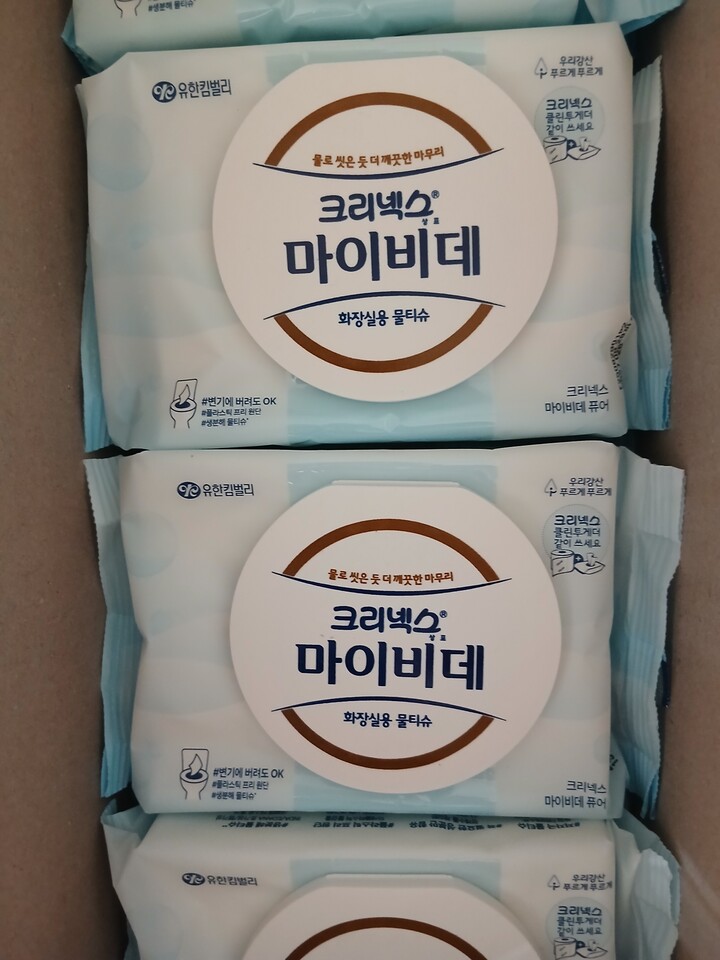 #생분해 물티슈*
유한킴벌리
우리강산
푸르게 푸르게
크리넥스
클린투게더
같이 쓰세요
물로 씻은 듯 더 깨끗한 마무리
크리넥스®
상표
마이비데
화장실용 물티슈
#변기에 버려도 OK
#플라스틱 프리 원단
#생분해 물티슈*
크리넥스
마이비데 퓨어
유한킴벌리
우리강산
푸르게 푸르게
크리넥스
클린투게더
같이 쓰세요
물로 씻은 듯 더 깨끗한 마무리
크리넥스®
상표
마이비데
화장실용 물티슈
#변기에 버려도 OK
#플라스틱 프리 원단
#생분해 물티슈*
크리넥스
마이비데 퓨어
유한킴벌리
우리강산
푸르게 푸르게
크리넥스
클린투게더
같이 쓰세요